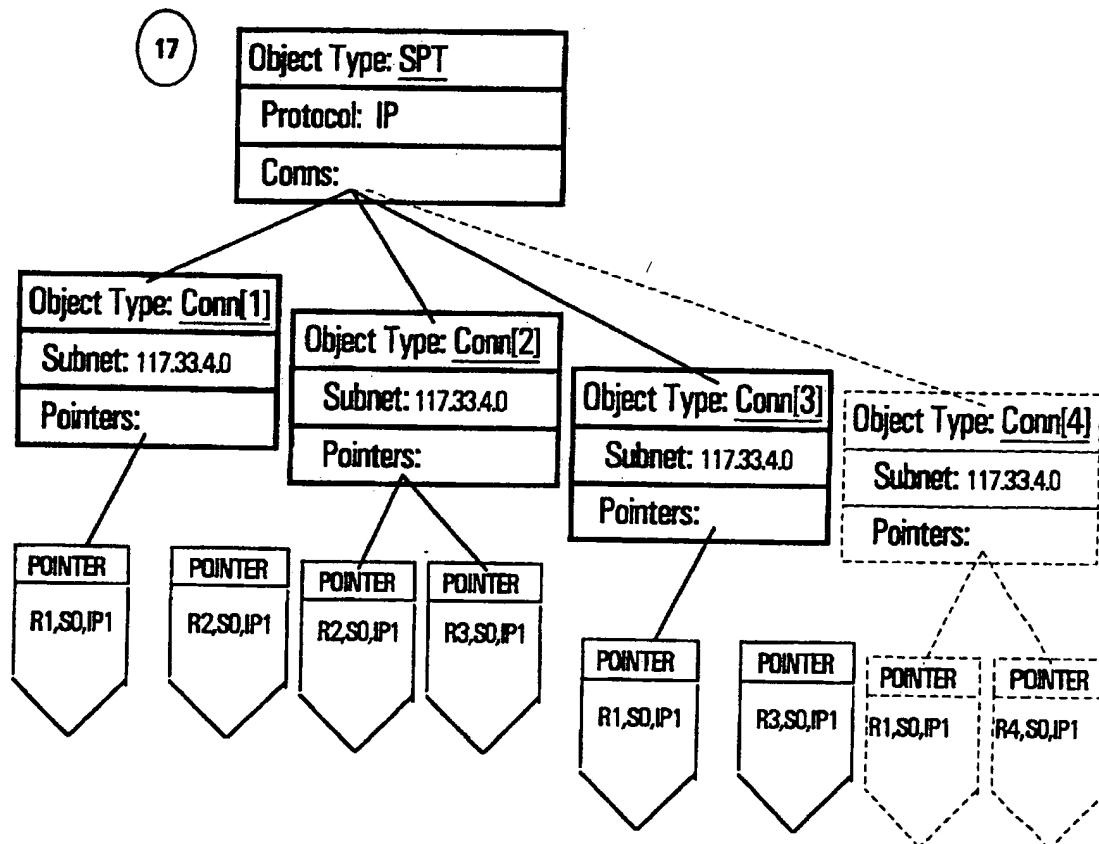 17
Object Type: SPT
Protocol: IP
Conns:
Object Type: Conn[1]
Subnet: 117.33.4.0
Pointers:
Object Type: Conn[2]
Subnet: 117.33.4.0
Pointers:
Object Type: Conn[3]
Subnet: 117.33.4.0
Pointers:
Object Type: Conn[4]
Subnet: 117.33.4.0
Pointers:
POINTER
R1,S0,IP1
POINTER
R2,S0,IP1
POINTER
R2,S0,IP1
POINTER
R3,S0,IP1
POINTER
R1,S0,IP1
POINTER
R3,S0,IP1
POINTER
R1,S0,IP1
POINTER
R4,S0,IP1